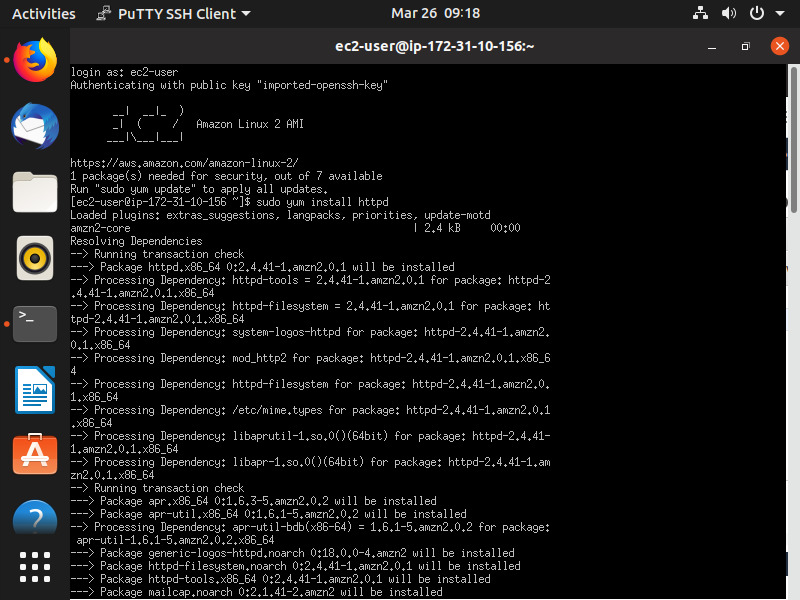 Activities PuTTY SSH Client Mar 26 09:18
ec2-user@ip-172-31-10-156:~
login as: ec2-user
Authenticating with public key "imported-openssh-key"
__| __|_ )
_| ( / Amazon Linux 2 AMI
___|\___|___|
https://aws.amazon.com/amazon-linux-2/
1 package(s) needed for security, out of 7 available
Run "sudo yum update" to apply all updates.
[ec2-user@ip-172-31-10-156 ~]$ sudo yum install httpd
Loaded plugins: extras_suggestions, langpacks, priorities, update-motd
amzn2-core | 2.4 kB 00:00
Resolving Dependencies
--> Running transaction check
---> Package httpd.x86_64 0:2.4.41-1.amzn2.0.1 will be installed
--> Processing Dependency: httpd-tools = 2.4.41-1.amzn2.0.1 for package: httpd-2
.4.41-1.amzn2.0.1.x86_64
--> Processing Dependency: httpd-filesystem = 2.4.41-1.amzn2.0.1 for package: ht
tpd-2.4.41-1.amzn2.0.1.x86_64
--> Processing Dependency: system-logos-httpd for package: httpd-2.4.41-1.amzn2.
0.1.x86_64
--> Processing Dependency: mod_http2 for package: httpd-2.4.41-1.amzn2.0.1.x86_6
4
--> Processing Dependency: httpd-filesystem for package: httpd-2.4.41-1.amzn2.0.
1.x86_64
--> Processing Dependency: /etc/mime.types for package: httpd-2.4.41-1.amzn2.0.1
.x86_64
--> Processing Dependency: libaprutil-1.so.0()(64bit) for package: httpd-2.4.41-
1.amzn2.0.1.x86_64
--> Processing Dependency: libapr-1.so.0()(64bit) for package: httpd-2.4.41-1.am
zn2.0.1.x86_64
--> Running transaction check
---> Package apr.x86_64 0:1.6.3-5.amzn2.0.2 will be installed
---> Package apr-util.x86_64 0:1.6.1-5.amzn2.0.2 will be installed
--> Processing Dependency: apr-util-bdb(x86-64) = 1.6.1-5.amzn2.0.2 for package:
apr-util-1.6.1-5.amzn2.0.2.x86_64
---> Package generic-logos-httpd.noarch 0:18.0.0-4.amzn2 will be installed
---> Package httpd-filesystem.noarch 0:2.4.41-1.amzn2.0.1 will be installed
---> Package httpd-tools.x86_64 0:2.4.41-1.amzn2.0.1 will be installed
---> Package mailcap.noarch 0:2.1.41-2.amzn2 will be installed